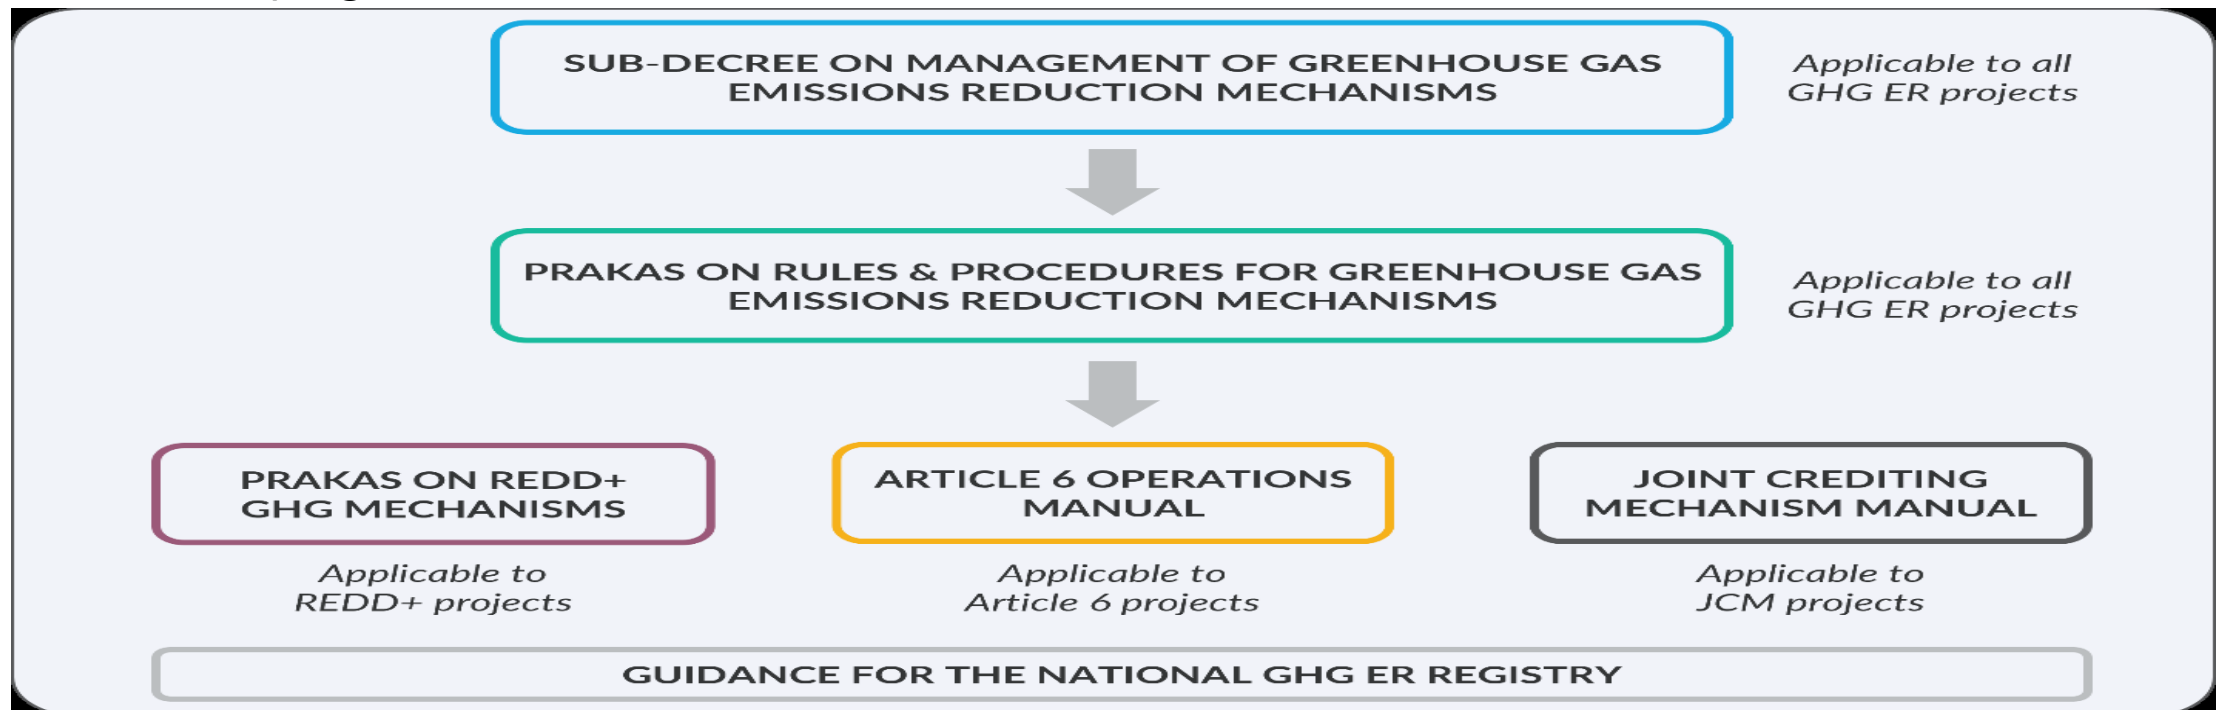 SUB-DECREE ON MANAGEMENT OF GREENHOUSE GAS
EMISSIONS REDUCTION MECHANISMS
Applicable to all
GHG ER projects
PRAKAS ON RULES & PROCEDURES FOR GREENHOUSE GAS
EMISSIONS REDUCTION MECHANISMS
Applicable to all
GHG ER projects
PRAKAS ON REDD+
GHG MECHANISMS
Applicable to
REDD+ projects
ARTICLE 6 OPERATIONS
MANUAL
Applicable to
Article 6 projects
JOINT CREDITING
MECHANISM MANUAL
Applicable to
JCM projects
GUIDANCE FOR THE NATIONAL GHG ER REGISTRY